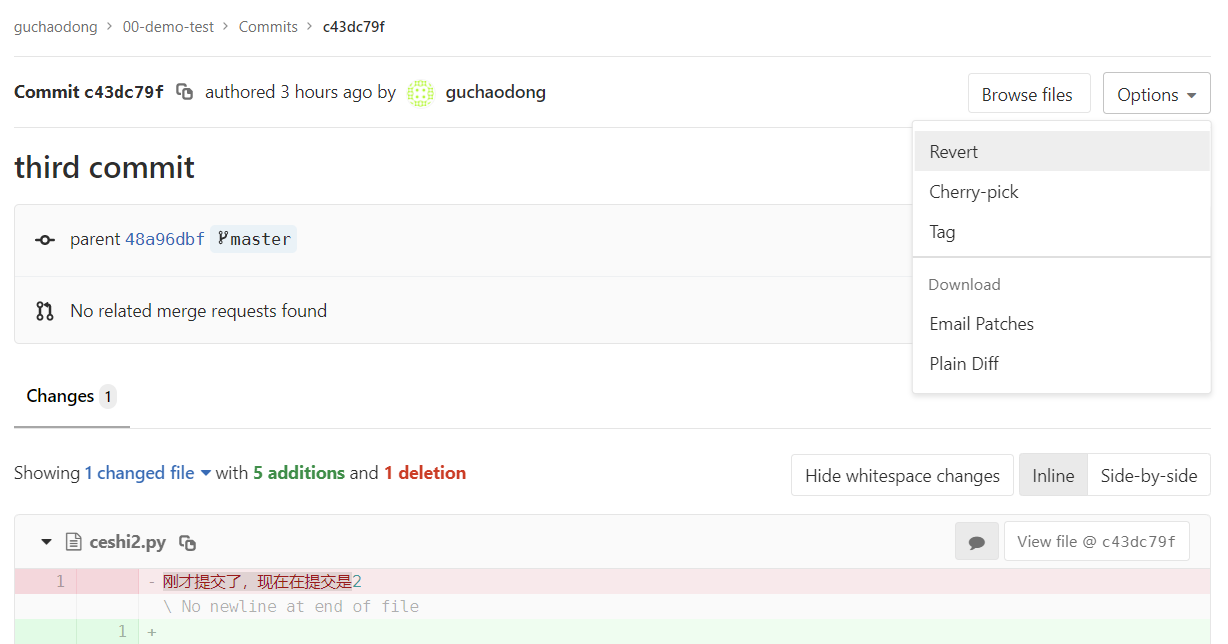 guchaodong > 00-demo-test > Commits > c43dc79f
Commit c43dc79f authored 3 hours ago by guchaodong
Browse files
Options
Revert
Cherry-pick
Tag
Download
Email Patches
Plain Diff
third commit
parent 48a96dbf master
No related merge requests found
Changes 1
Showing 1 changed file with 5 additions and 1 deletion
Hide whitespace changes
Inline
Side-by-side
ceshi2.py
View file @ c43dc79f
1 - 刚才提交了，现在在提交是2
\ No newline at end of file
1 +